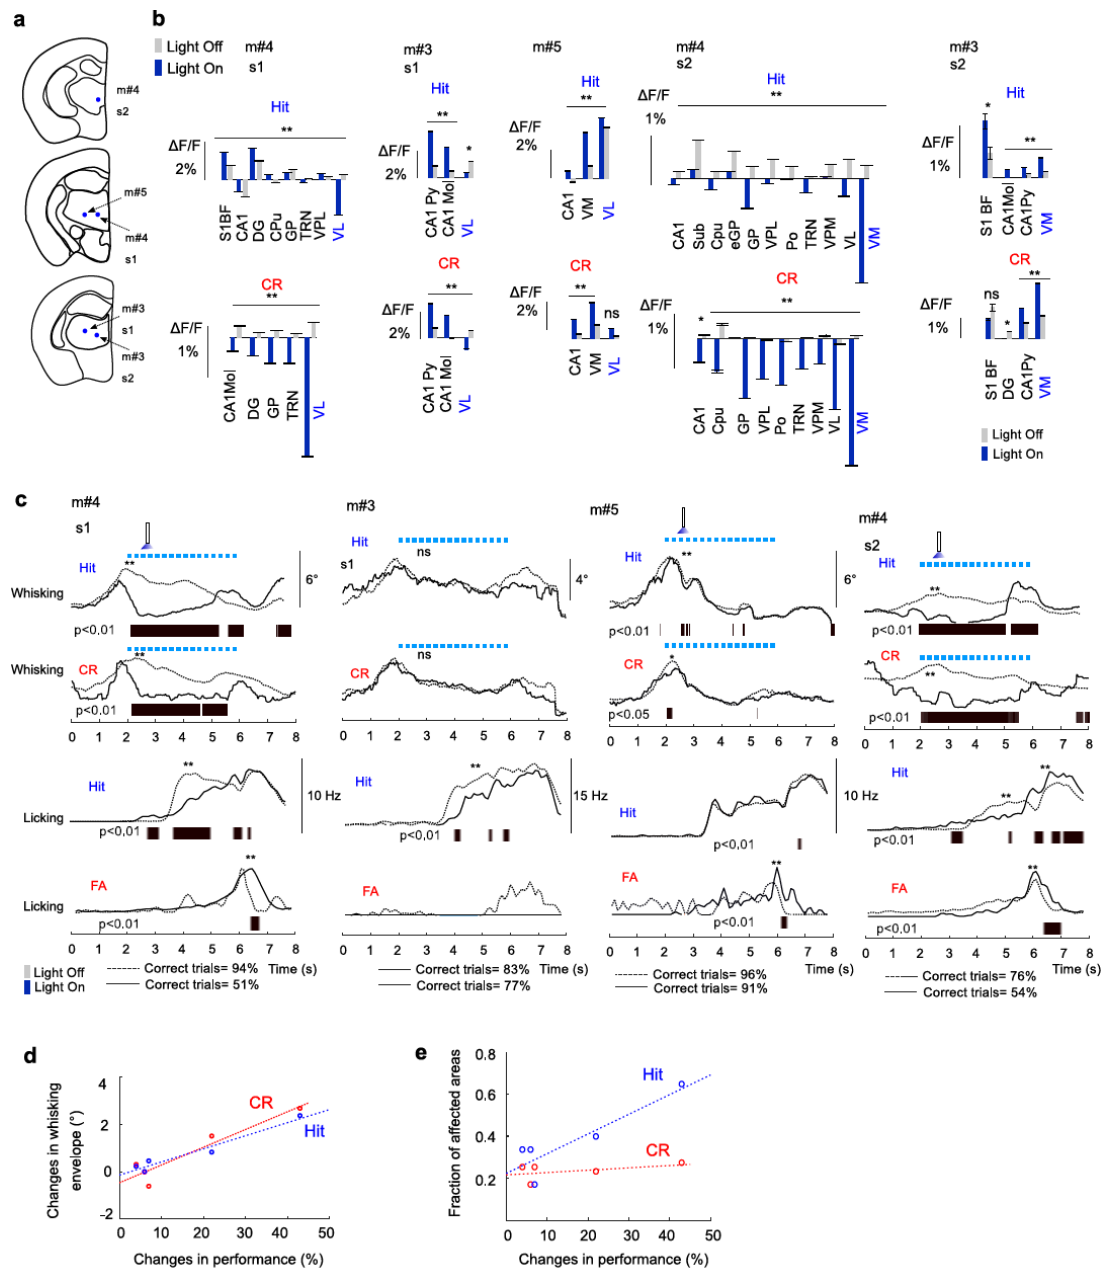 a
b
Light Off
Light On
m#4
s1
m#3
s1
m#5
m#4
s2
m#3
s2
m#4
s2
m#5
m#4
s1
m#3
s1
m#3
s2
Hit
**
ΔF/F
2%
S1BF
CA1
DG
CPu
GP
TRN
VPL
VL
Hit
**
*
ΔF/F
2%
CA1 Py
CA1 Mol
VL
Hit
**
ΔF/F
2%
CA1
VM
VL
Hit
**
ΔF/F
1%
CA1
Sub
Cpu
eGP
GP
VPL
Po
TRN
VPM
VL
VM
Hit
*
**
ΔF/F
1%
S1 BF
CA1Mol
CA1Py
VM
CR
**
ΔF/F
1%
CA1Mol
DG
GP
TRN
VL
CR
**
ΔF/F
2%
CA1 Py
CA1 Mol
VL
CR
**
ns
ΔF/F
2%
CA1
VM
VL
CR
*
**
ΔF/F
1%
CA1
Cpu
GP
VPL
Po
TRN
VPM
VL
VM
CR
ns
*
**
ΔF/F
1%
S1 BF
DG
CA1Py
VM
Light Off
Light On
c
m#4
s1
Hit
**
6°
Whisking
p<0.01
CR
**
Whisking
p<0.01
0 1 2 3 4 5 6 7 8
Hit
**
10 Hz
Licking
p<0.01
FA
**
Licking
p<0.01
0 1 2 3 4 5 6 7 8
Light Off
Light On
Correct trials= 94%
Correct trials= 51%
Time (s)
m#3
Hit
s1
ns
4°
CR
ns
0 1 2 3 4 5 6 7 8
Hit
**
15 Hz
p<0,01
FA
0 1 2 3 4 5 6 7 8
Correct trials= 83%
Correct trials= 77%
m#5
Hit
**
6°
p<0.01
CR
*
p<0.05
0 1 2 3 4 5 6 7 8
Hit
10 Hz
p<0,01
FA
**
p<0.01
0 1 2 3 4 5 6 7 8
Correct trials= 96%
Correct trials= 91%
m#4
s2
Hit
**
p<0.01
CR
**
p<0.01
0 1 2 3 4 5 6 7 8
Hit
**
**
p<0.01
FA
**
p<0.01
0 1 2 3 4 5 6 7 8
Time (s)
Correct trials= 76%
Correct trials= 54%
d
Changes in whisking
envelope (°)
4
2
0
−2
CR
Hit
0 10 20 30 40 50
Changes in performance (%)
e
Fraction of affected areas
0.8
0.6
0.4
0.2
Hit
CR
0 10 20 30 40 50
Changes in performance (%)